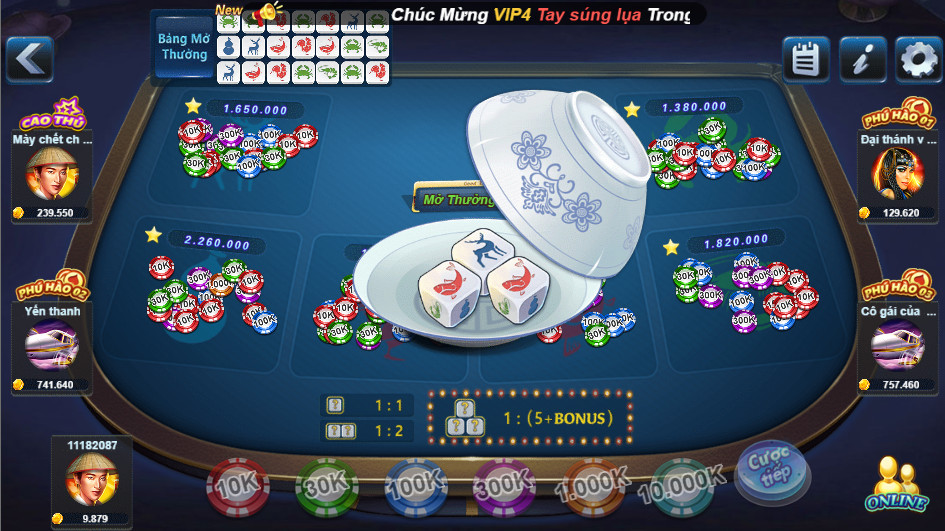 New
Chúc Mừng VIP4 Tay súng lụa Trong
Bảng Mở
Thưởng
CAO THỦ
Máy chết ch ...
239.550
1.650.000
1.380.000
PHÚ HÀO 01
Đại thánh v ...
129.620
Mở Thưởng
2.260.000
1.820.000
PHÚ HÀO 03
Yến thanh
741.640
PHÚ HÀO 02
Cô gái của ...
757.460
1 : 1
1 : 2
1 : (5+BONUS)
11182087
9.879
10K
30K
100K
300K
1.000K
10.000K
Cược
tiếp
ONLINE